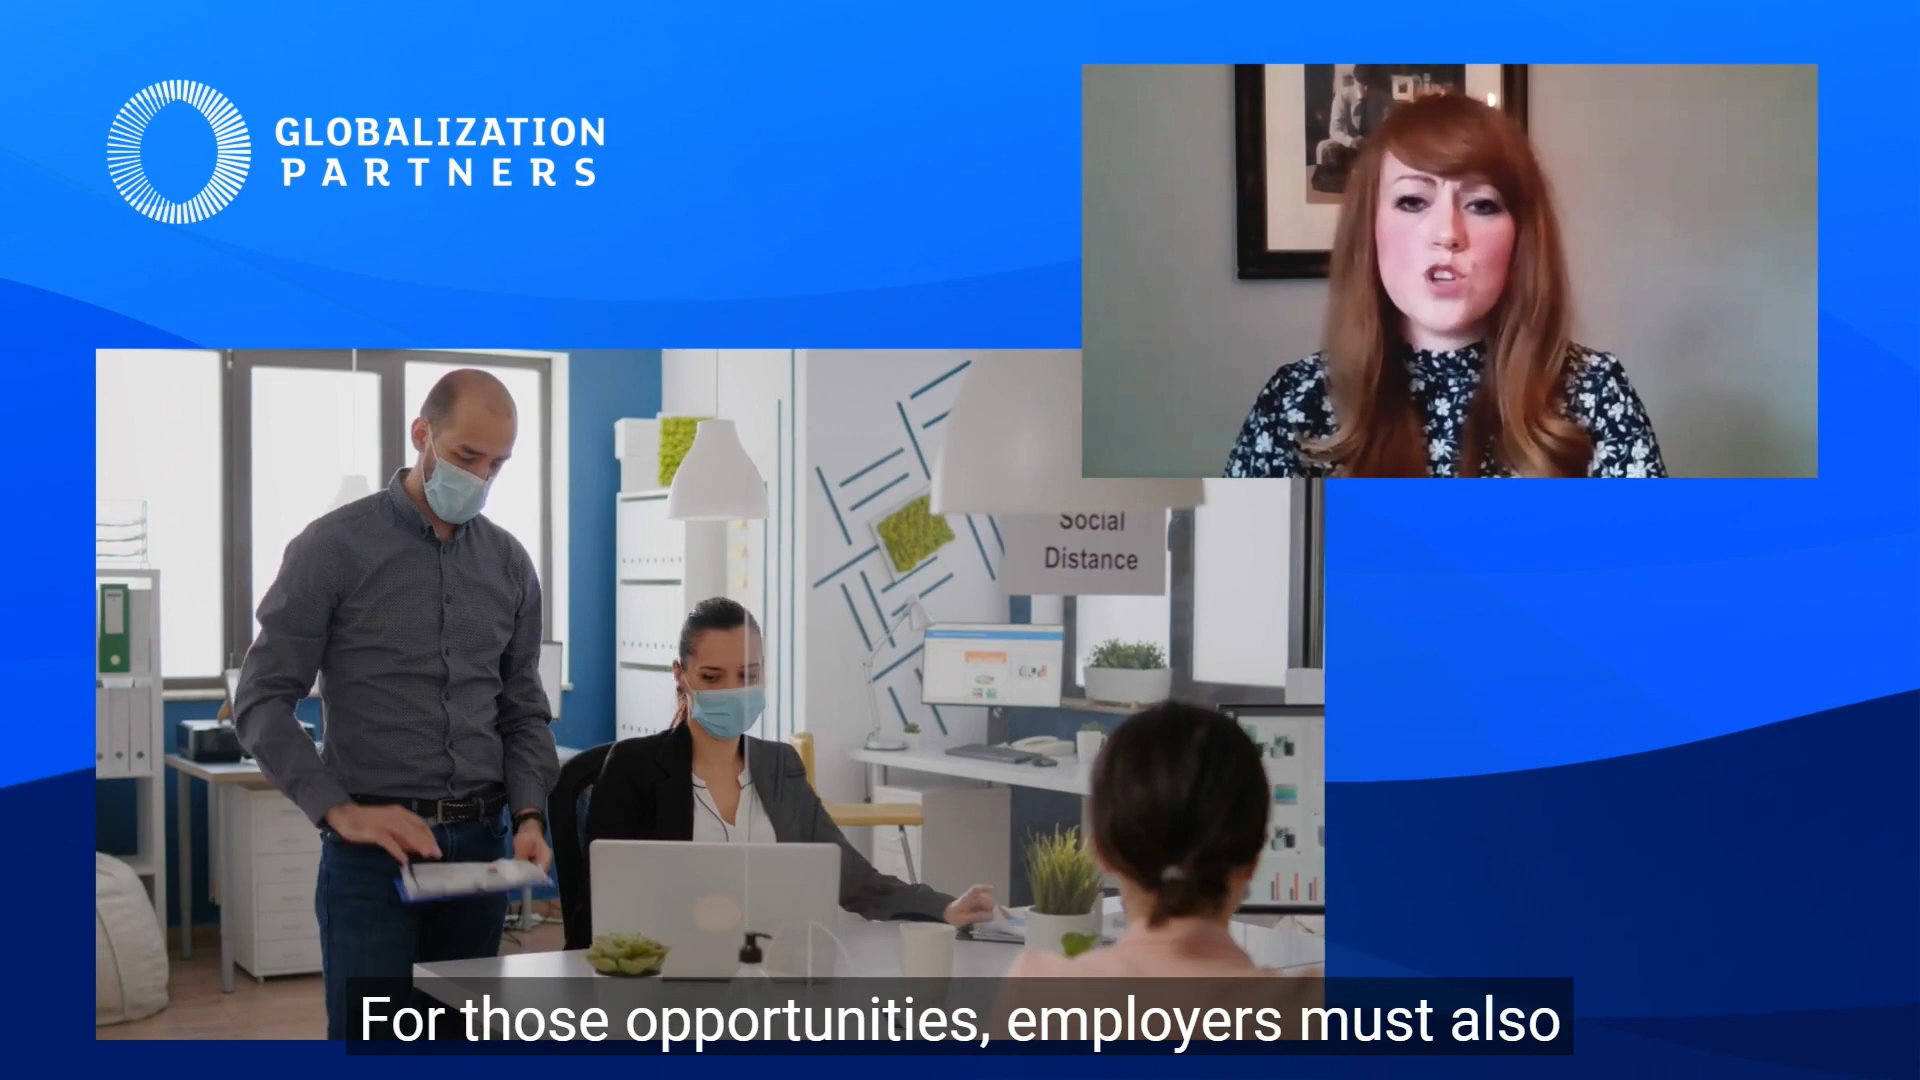 GLOBALIZATION
PARTNERS
Social
Distance
For those opportunities, employers must also